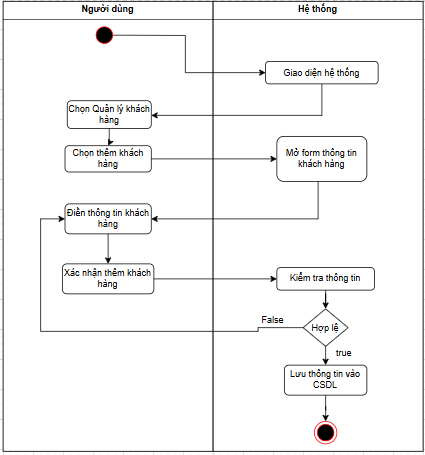 Người dùng
Hệ thống
Giao diện hệ thống
Chọn Quản lý khách
hàng
Chọn thêm khách
hàng
Mở form thông tin
khách hàng
Điền thông tin khách
hàng
Xác nhận thêm khách
hàng
Kiểm tra thông tin
False
Hợp lệ
true
Lưu thông tin vào
CSDL